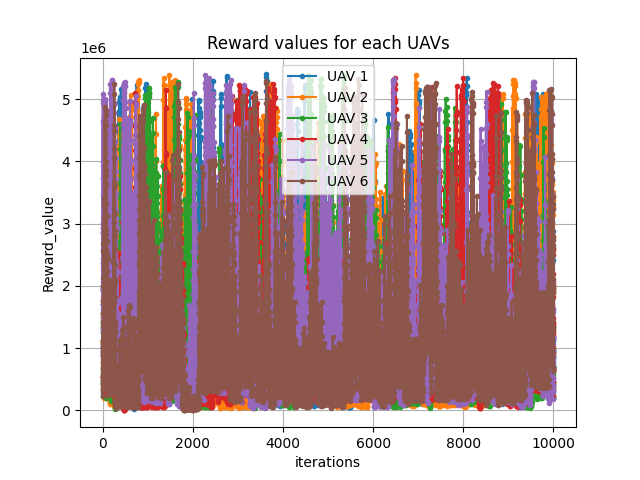 Reward values for each UAVs
1e6
UAV 1
UAV 2
UAV 3
UAV 4
UAV 5
UAV 6
5
4
3
2
1
0
Reward_value
0
2000
4000
6000
8000
10000
iterations